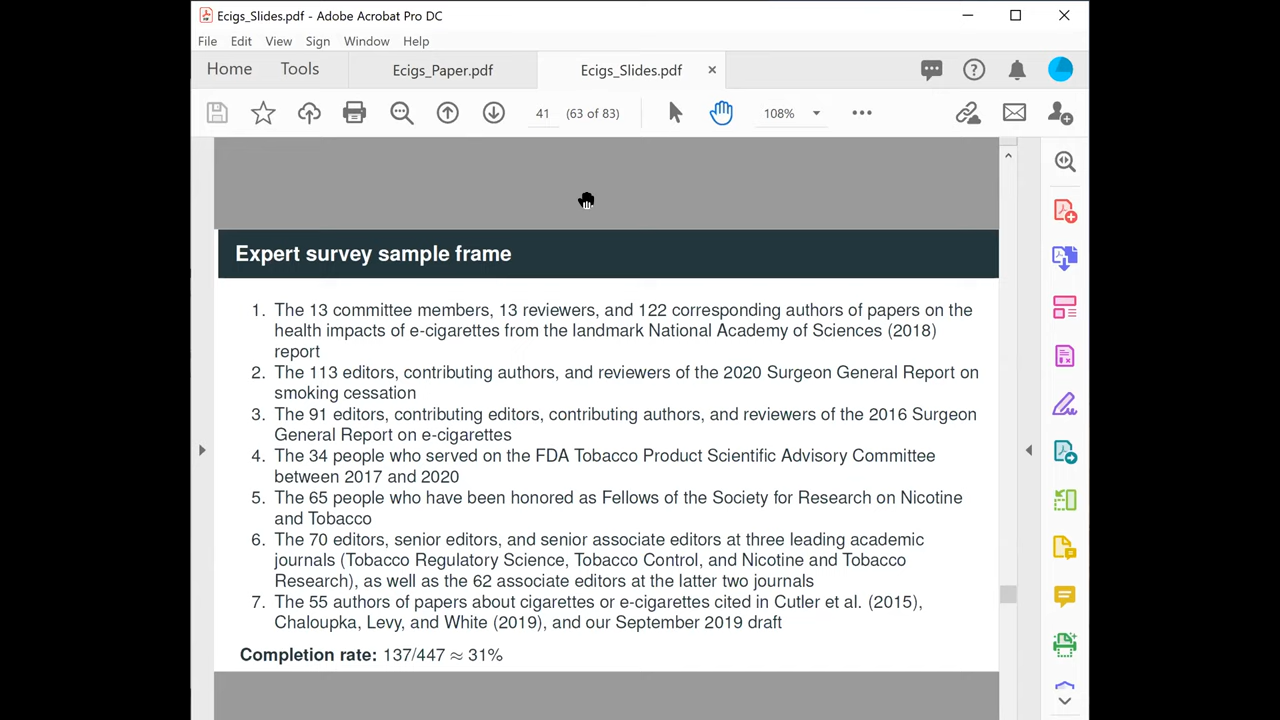 Ecigs_Slides.pdf - Adobe Acrobat Pro DC
File Edit View Sign Window Help
Home Tools Ecigs_Paper.pdf Ecigs_Slides.pdf
41 (63 of 83) 108%
Expert survey sample frame
1. The 13 committee members, 13 reviewers, and 122 corresponding authors of papers on the
health impacts of e-cigarettes from the landmark National Academy of Sciences (2018)
report
2. The 113 editors, contributing authors, and reviewers of the 2020 Surgeon General Report on
smoking cessation
3. The 91 editors, contributing editors, contributing authors, and reviewers of the 2016 Surgeon
General Report on e-cigarettes
4. The 34 people who served on the FDA Tobacco Product Scientific Advisory Committee
between 2017 and 2020
5. The 65 people who have been honored as Fellows of the Society for Research on Nicotine
and Tobacco
6. The 70 editors, senior editors, and senior associate editors at three leading academic
journals (Tobacco Regulatory Science, Tobacco Control, and Nicotine and Tobacco
Research), as well as the 62 associate editors at the latter two journals
7. The 55 authors of papers about cigarettes or e-cigarettes cited in Cutler et al. (2015),
Chaloupka, Levy, and White (2019), and our September 2019 draft
Completion rate: 137/447 ≈ 31%